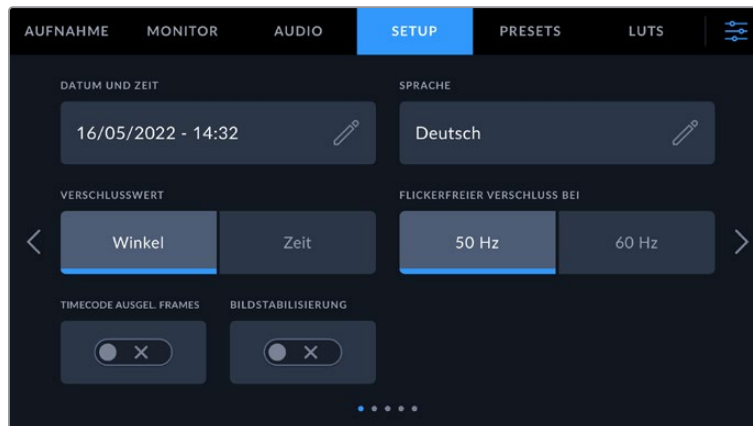 AUFNAHME MONITOR AUDIO SETUP PRESETS LUTS
DATUM UND ZEIT SPRACHE
16/05/2022 - 14:32 Deutsch
VERSCHLUSSWERT FLICKERFREIER VERSCHLUSS BEI
Winkel Zeit 50 Hz 60 Hz
TIMECODE AUSGEL. FRAMES BILDSTABILISIERUNG